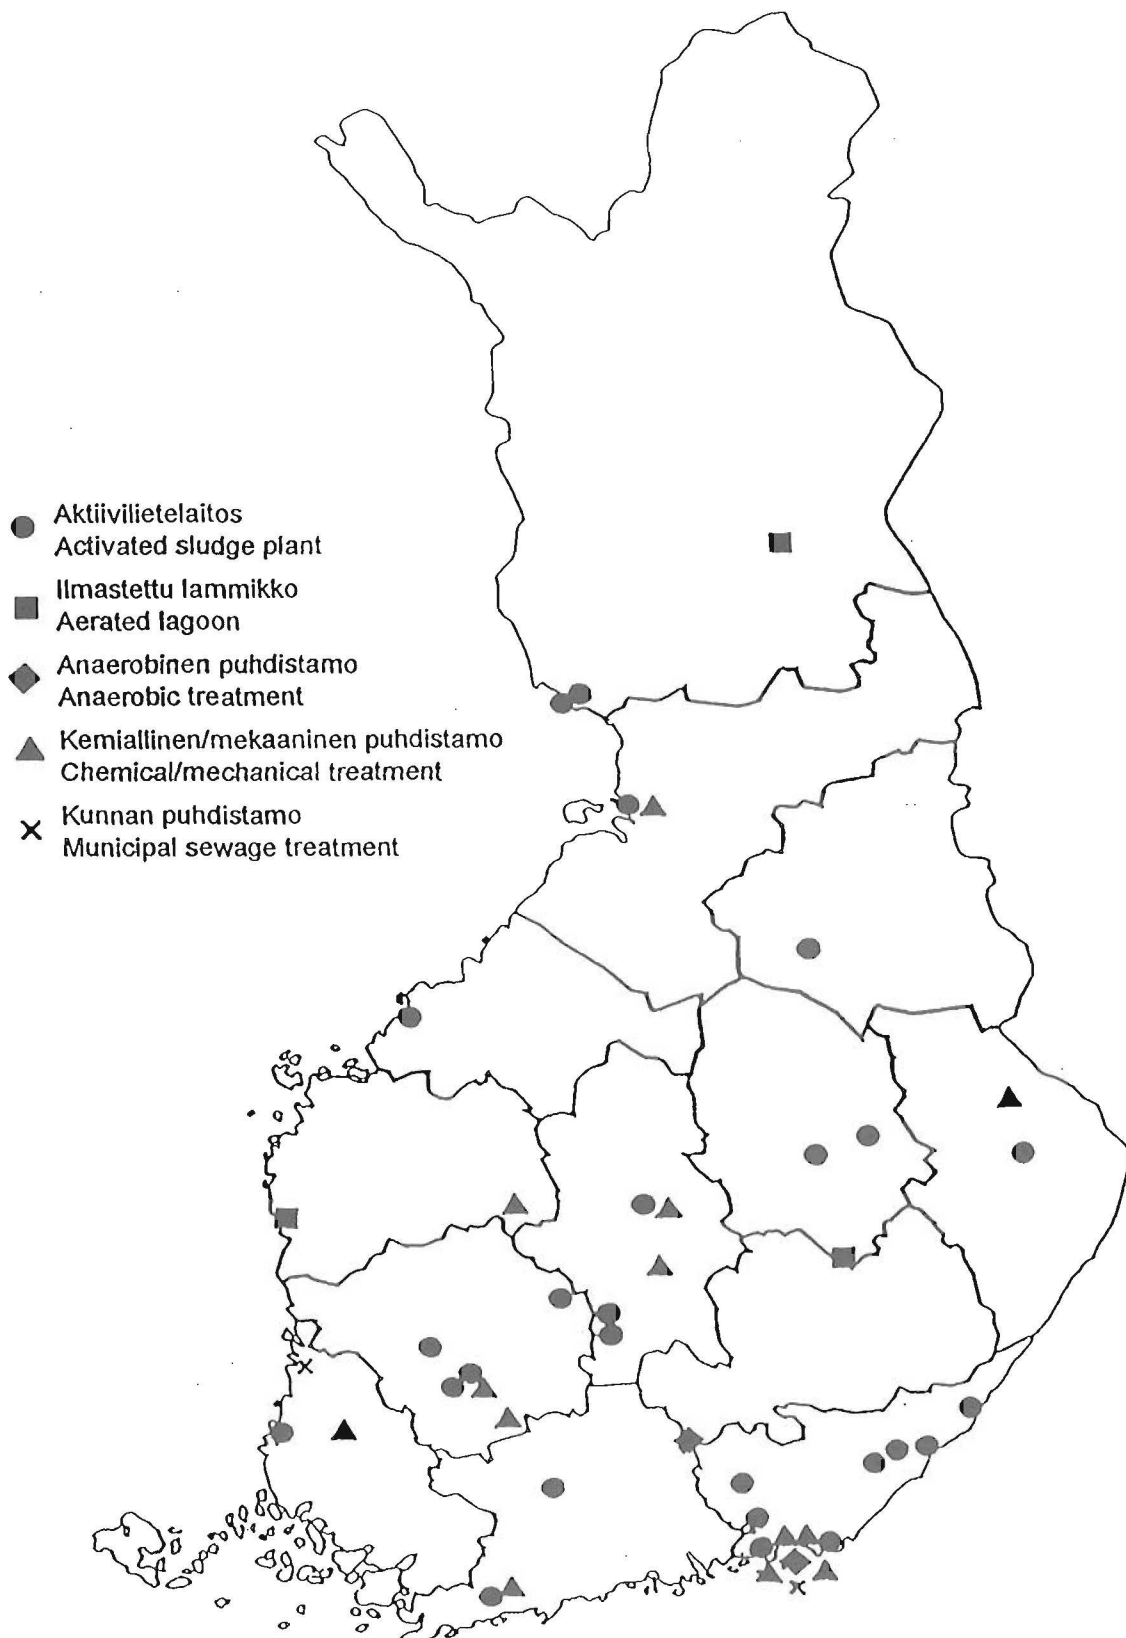 Aktiivilietelaitos
Activated sludge plant
Ilmastettu lammikko
Aerated lagoon
Anaerobinen puhdistamo
Anaerobic treatment
Kemiallinen/mekaaninen puhdistamo
Chemical/mechanical treatment
Kunnan puhdistamo
Municipal sewage treatment